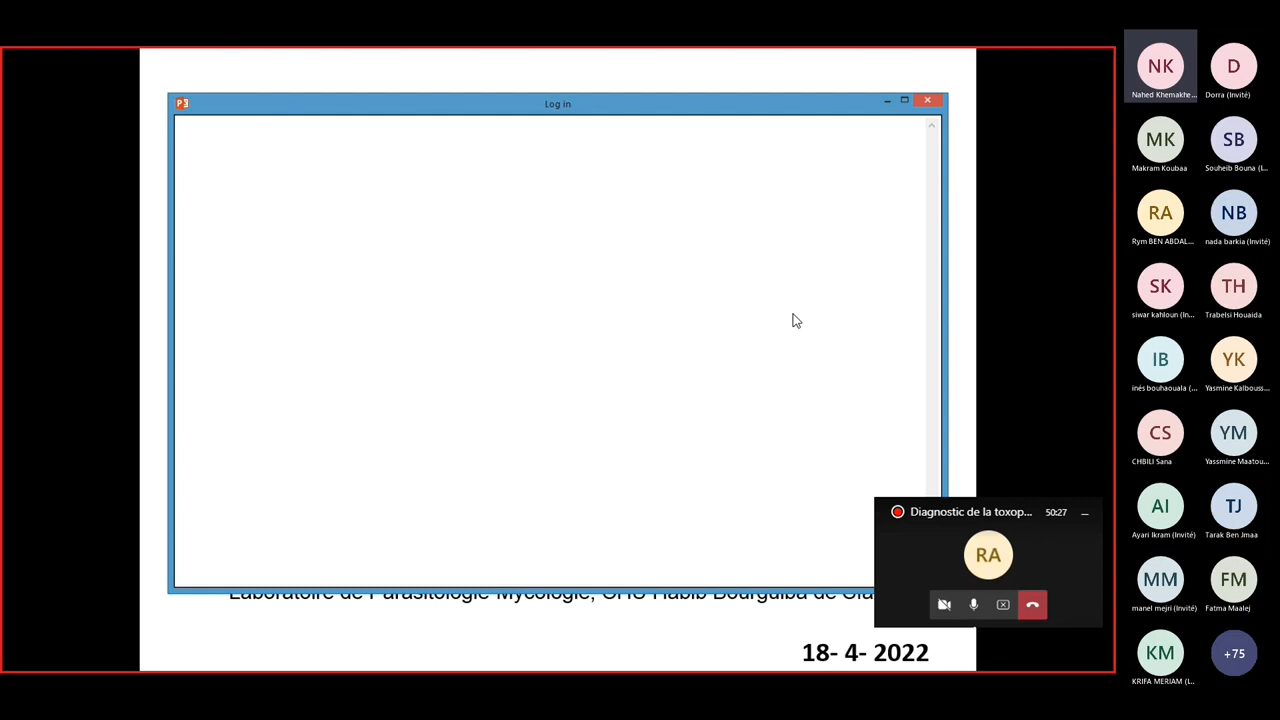 Log in
Diagnostic de la toxop... 50:27
RA
Laboratoire de Parasitologie Mycologie, CHU Habib Bourguiba de
18- 4- 2022
NK D
Nahed Khemakhe... Dorra (Invité)
MK SB
Makram Koubaa Souheib Bouna (L...
RA NB
Rym BEN ABDAL... nada barkia (Invité)
SK TH
siwar kahloun (In... Trabelsi Houaida
IB YK
inés bouhaouala (... Yasmine Kalbouss...
CS YM
CHBILI Sana Yassmine Maatou...
AI TJ
Ayari Ikram (Invité) Tarak Ben Jmaa
MM FM
manel mejri (Invité) Fatma Maalej
KM +75
KRIFA MERIAM (L...